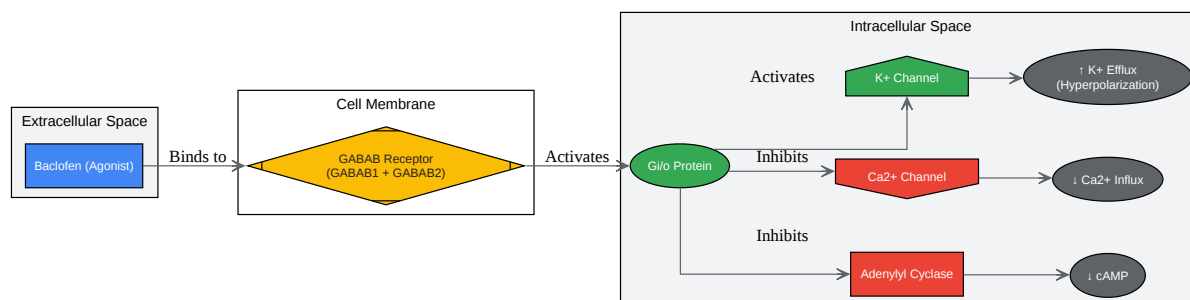 Extracellular Space
Baclofen (Agonist)
Binds to
Cell Membrane
GABAB Receptor
(GABAB1 + GABAB2)
Activates
Intracellular Space
Gi/o Protein
Activates
K+ Channel
↑ K+ Efflux
(Hyperpolarization)
Inhibits
Ca2+ Channel
↓ Ca2+ Influx
Inhibits
Adenylyl Cyclase
↓ cAMP